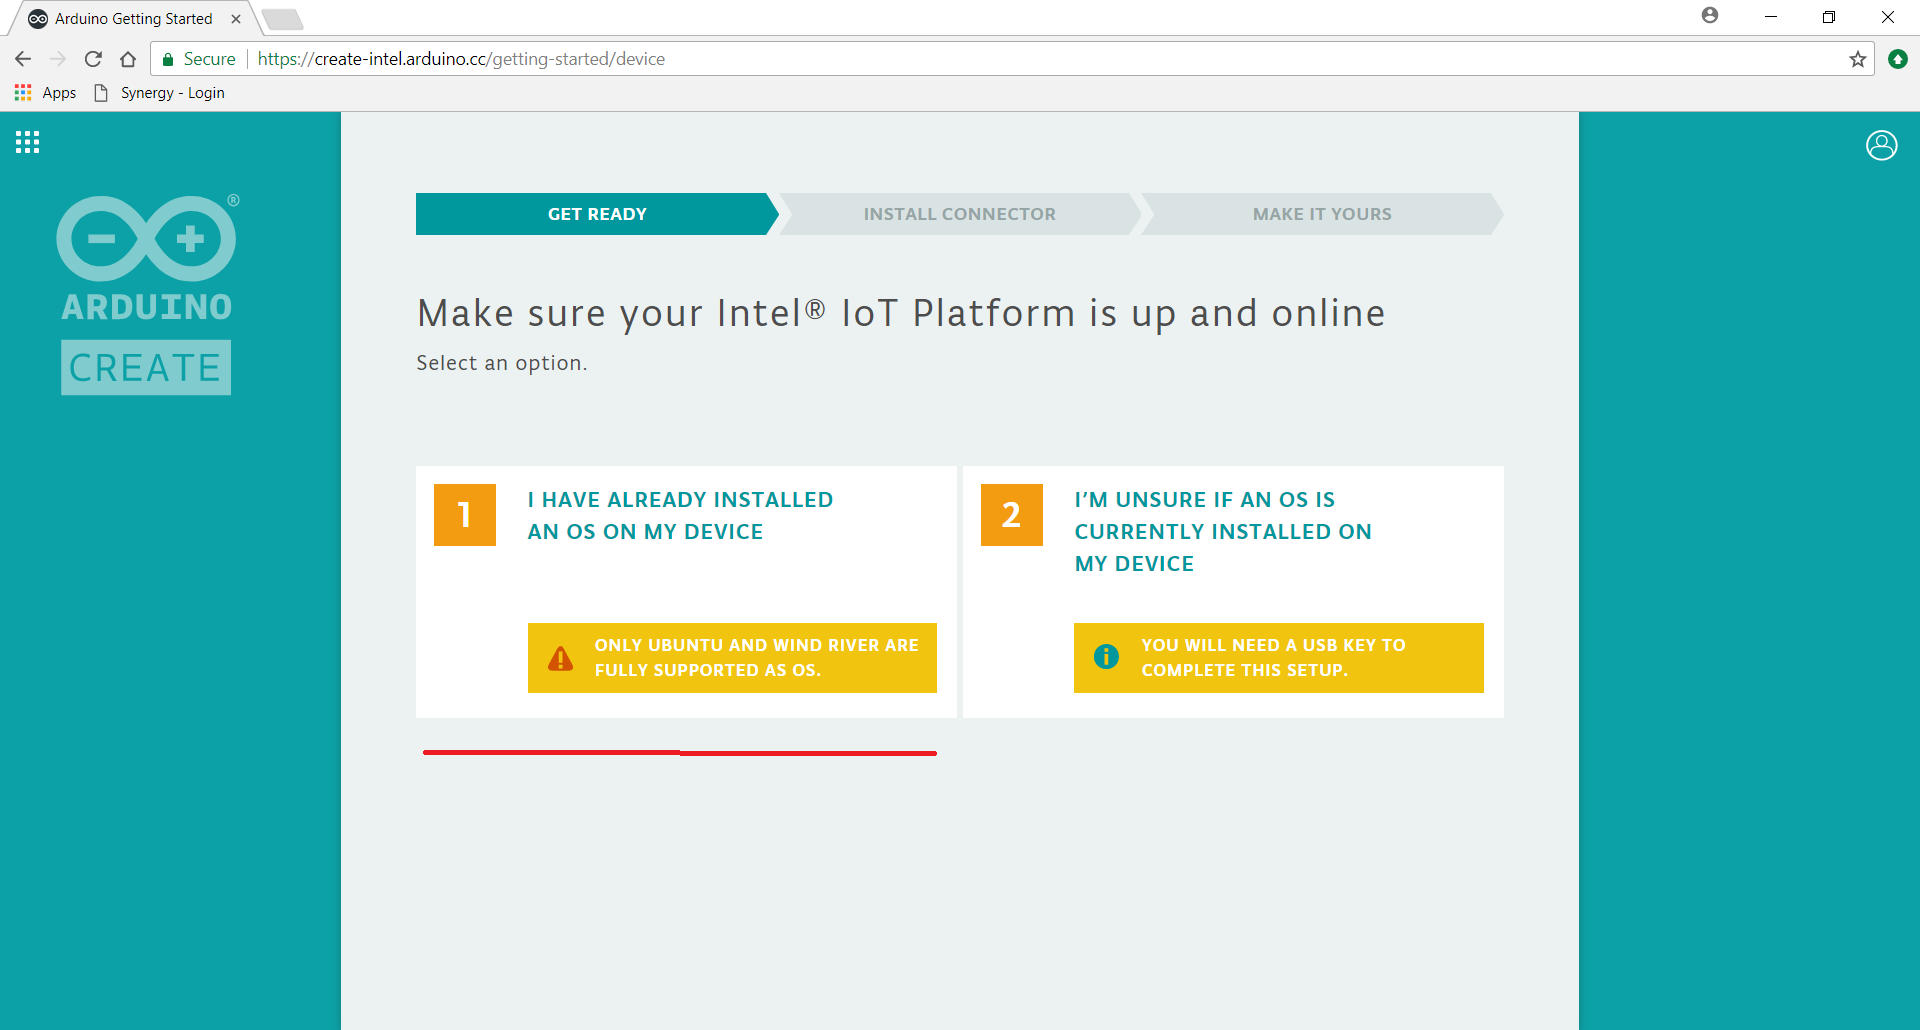 Arduino Getting Started
Secure
https://create-intel.arduino.cc/getting-started/device
Apps
Synergy - Login
®
ARDUINO
CREATE
GET READY
INSTALL CONNECTOR
MAKE IT YOURS
Make sure your Intel® IoT Platform is up and online
Select an option.
1
I HAVE ALREADY INSTALLED
AN OS ON MY DEVICE
ONLY UBUNTU AND WIND RIVER ARE
FULLY SUPPORTED AS OS.
2
I’M UNSURE IF AN OS IS
CURRENTLY INSTALLED ON
MY DEVICE
YOU WILL NEED A USB KEY TO
COMPLETE THIS SETUP.